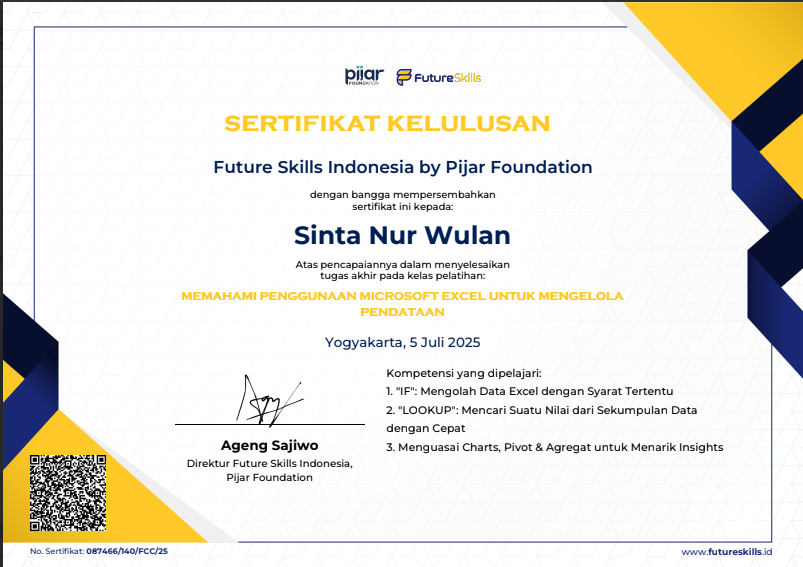 pijar
FOUNDATION
FutureSkills
SERTIFIKAT KELULUSAN
Future Skills Indonesia by Pijar Foundation
dengan bangga mempersembahkan
sertifikat ini kepada:
Sinta Nur Wulan
Atas pencapaiannya dalam menyelesaikan
tugas akhir pada kelas pelatihan:
MEMAHAMI PENGGUNAAN MICROSOFT EXCEL UNTUK MENGELOLA
PENDATAAN
Yogyakarta, 5 Juli 2025
Ageng Sajiwo
Direktur Future Skills Indonesia,
Pijar Foundation
Kompetensi yang dipelajari:
1. "IF": Mengolah Data Excel dengan Syarat Tertentu
2. "LOOKUP": Mencari Suatu Nilai dari Sekumpulan Data
dengan Cepat
3. Menguasai Charts, Pivot & Agregat untuk Menarik Insights
No. Sertifikat: 087466/140/FCC/25
www.futureskills.id